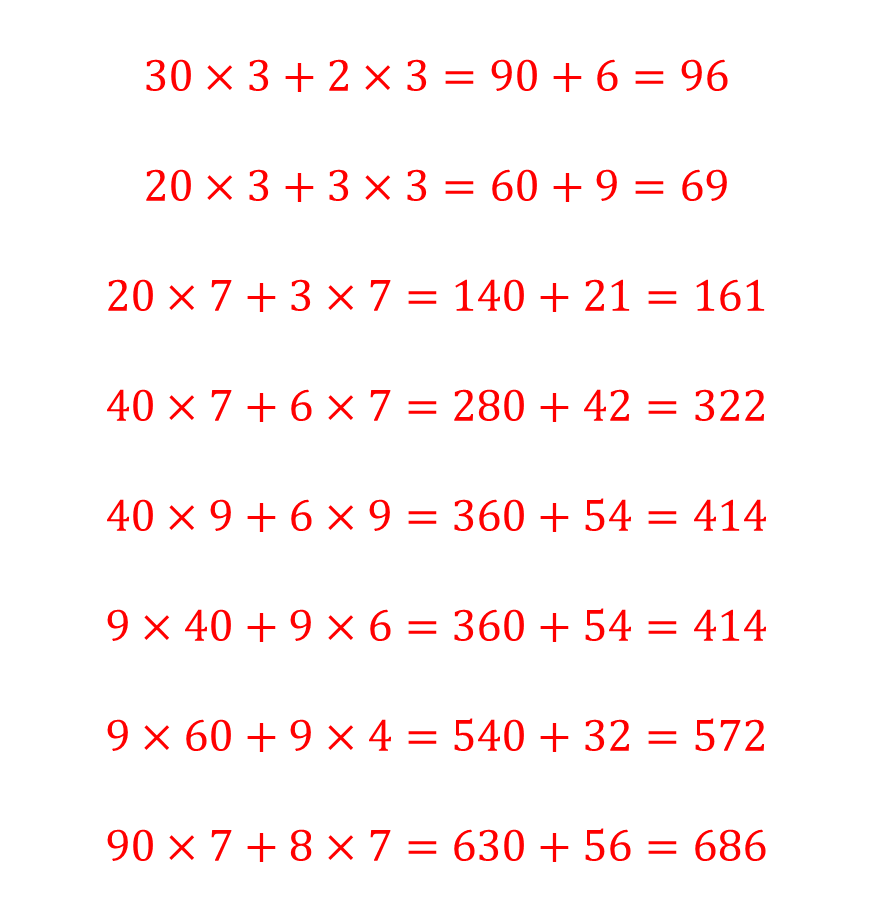 30 × 3 + 2 × 3 = 90 + 6 = 96
20 × 3 + 3 × 3 = 60 + 9 = 69
20 × 7 + 3 × 7 = 140 + 21 = 161
40 × 7 + 6 × 7 = 280 + 42 = 322
40 × 9 + 6 × 9 = 360 + 54 = 414
9 × 40 + 9 × 6 = 360 + 54 = 414
9 × 60 + 9 × 4 = 540 + 32 = 572
90 × 7 + 8 × 7 = 630 + 56 = 686